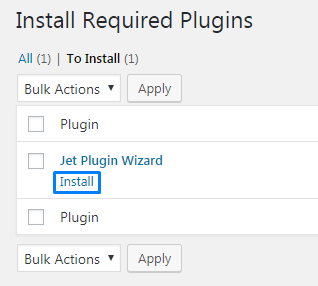 Install Required Plugins
All (1) | To Install (1)
Bulk Actions Apply
Plugin
Jet Plugin Wizard
Install
Plugin
Bulk Actions Apply